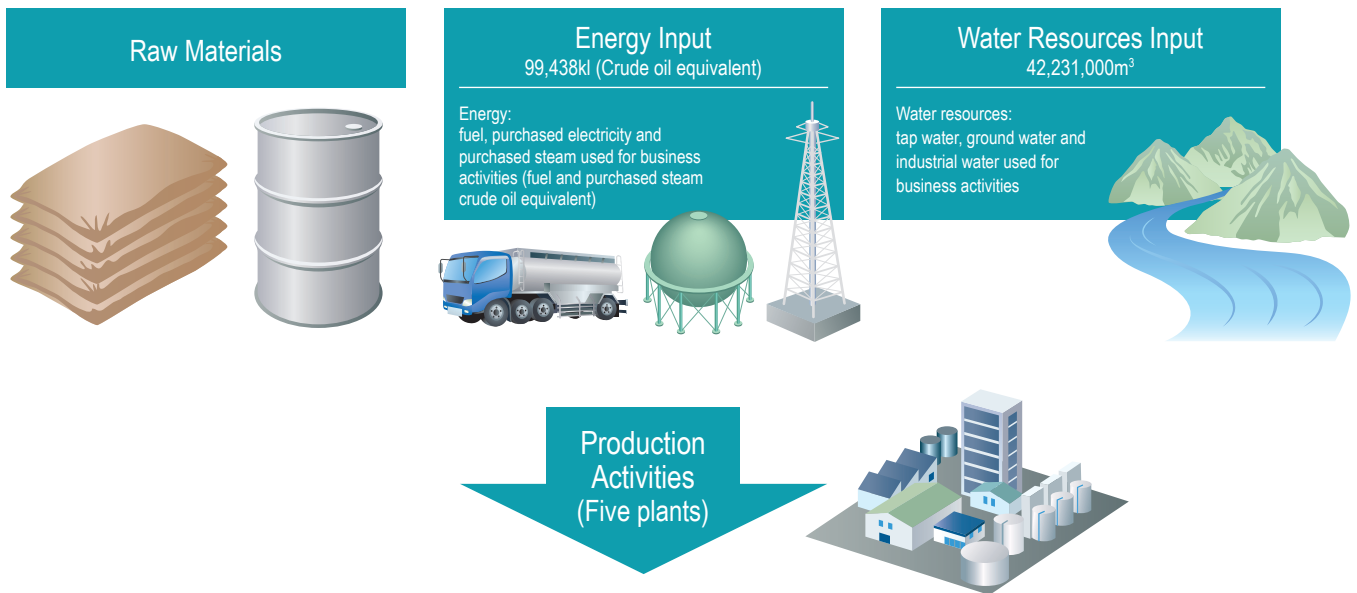 Raw Materials
Energy Input
99,438kl (Crude oil equivalent)
Energy:
fuel, purchased electricity and
purchased steam used for business
activities (fuel and purchased steam
crude oil equivalent)
Water Resources Input
42,231,000m³
Water resources:
tap water, ground water and
industrial water used for
business activities
Production
Activities
(Five plants)